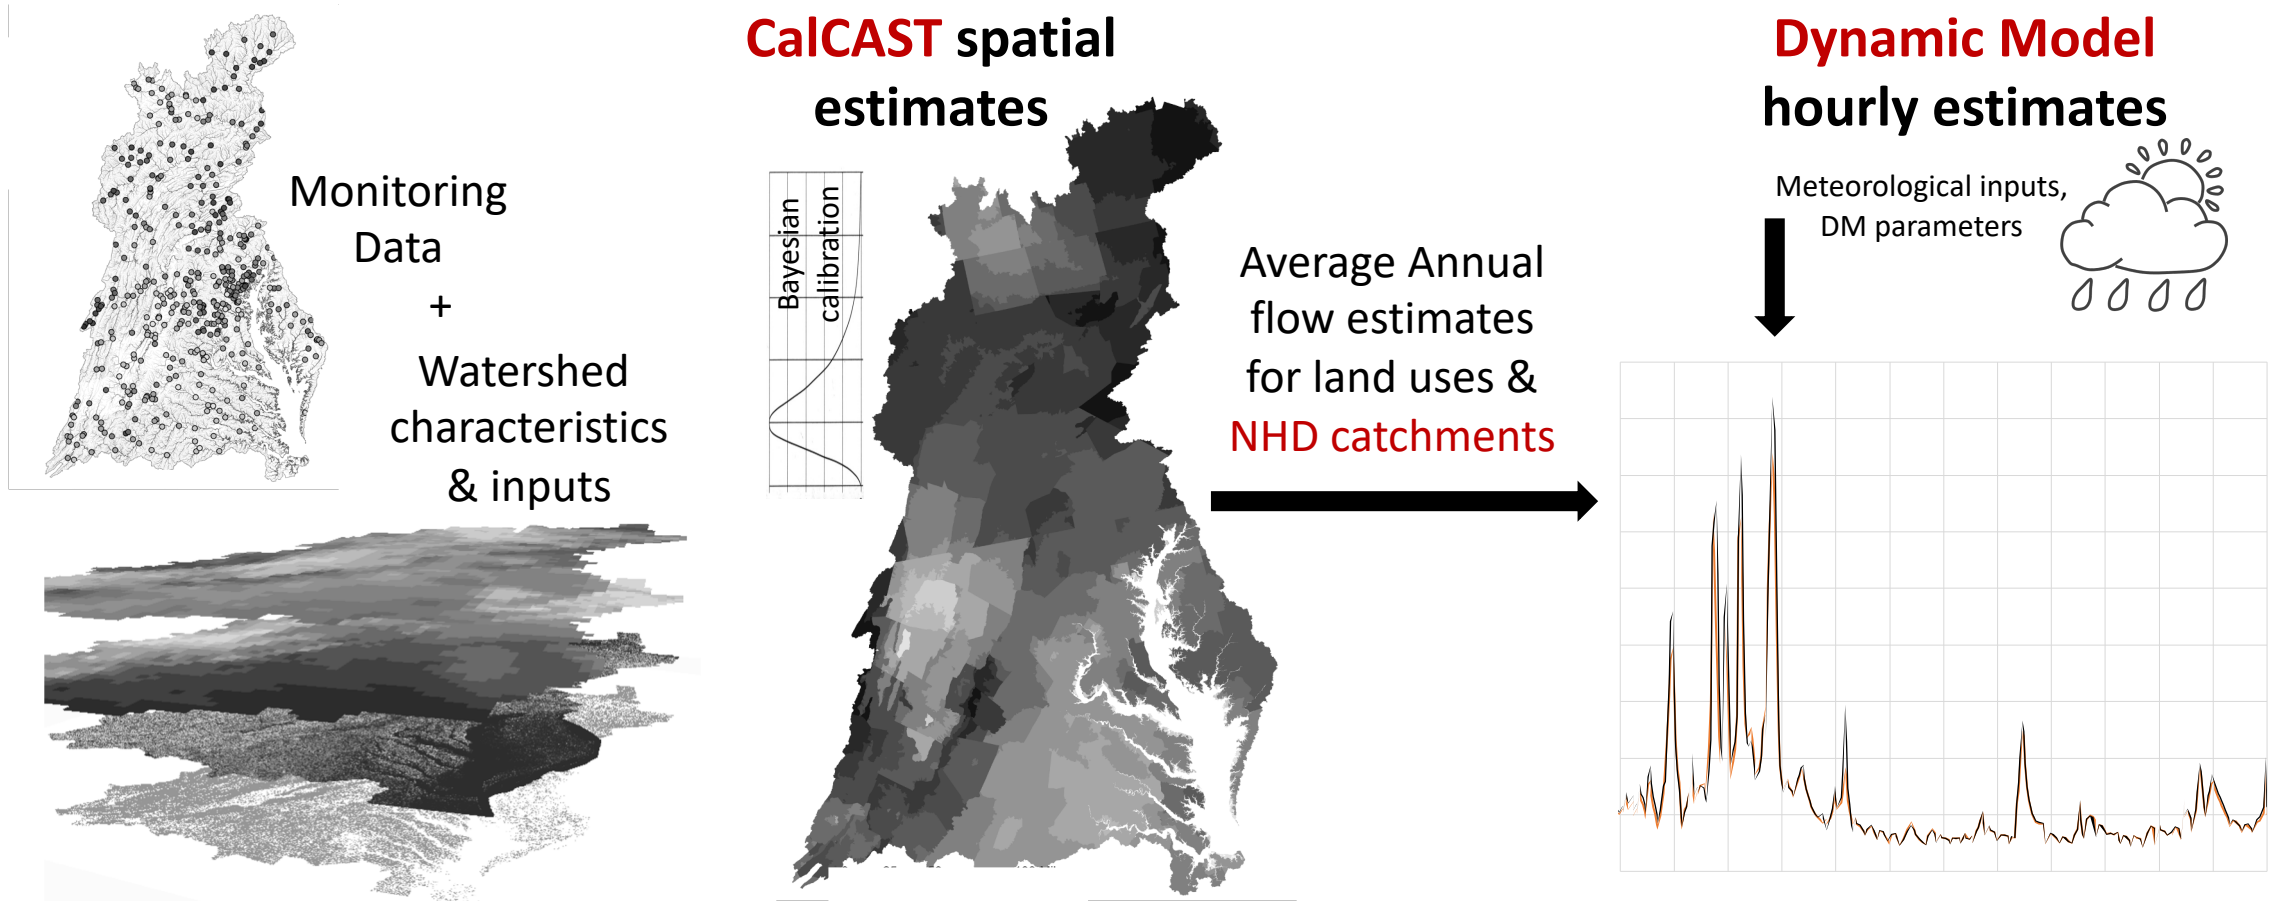 Monitoring
Data
+
Watershed
characteristics
& inputs
CalCAST spatial
estimates
Bayesian
calibration
Average Annual
flow estimates
for land uses &
NHD catchments
Dynamic Model
hourly estimates
Meteorological inputs,
DM parameters